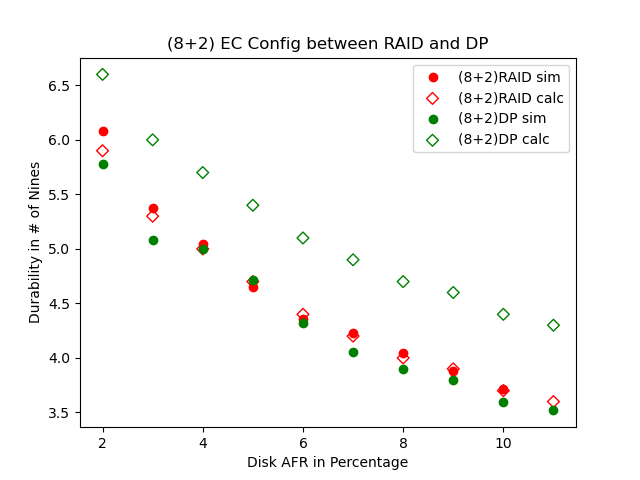 (8+2) EC Config between RAID and DP
(8+2)RAID sim
(8+2)RAID calc
(8+2)DP sim
(8+2)DP calc
Durability in # of Nines
6.5
6.0
5.5
5.0
4.5
4.0
3.5
2 4 6 8 10
Disk AFR in Percentage